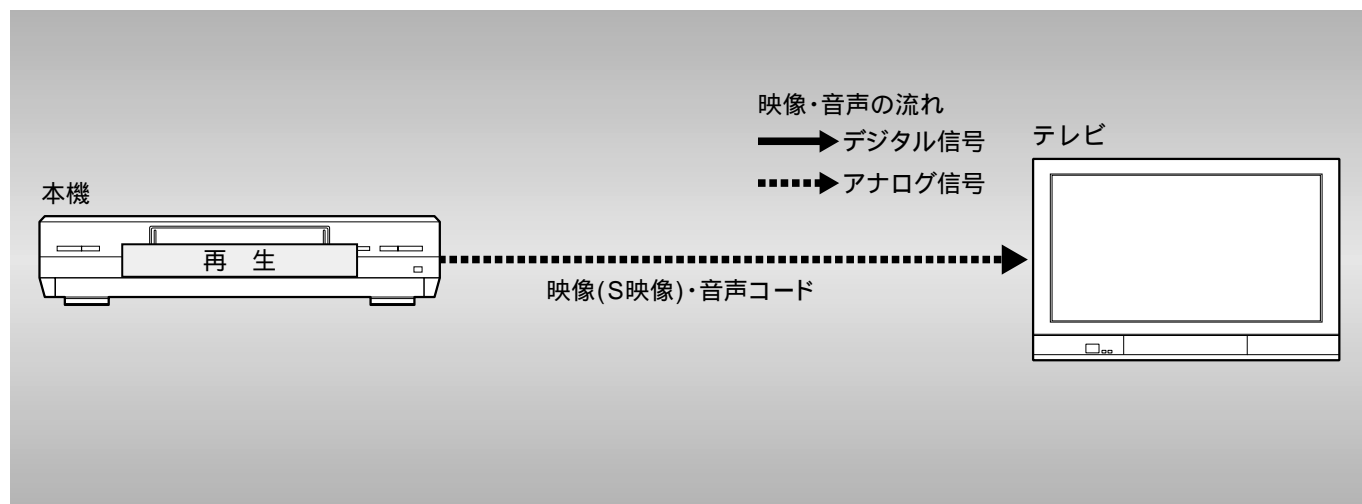 映像・音声の流れ
デジタル信号
アナログ信号
テレビ
本機
再 生
映像(S映像)・音声コード